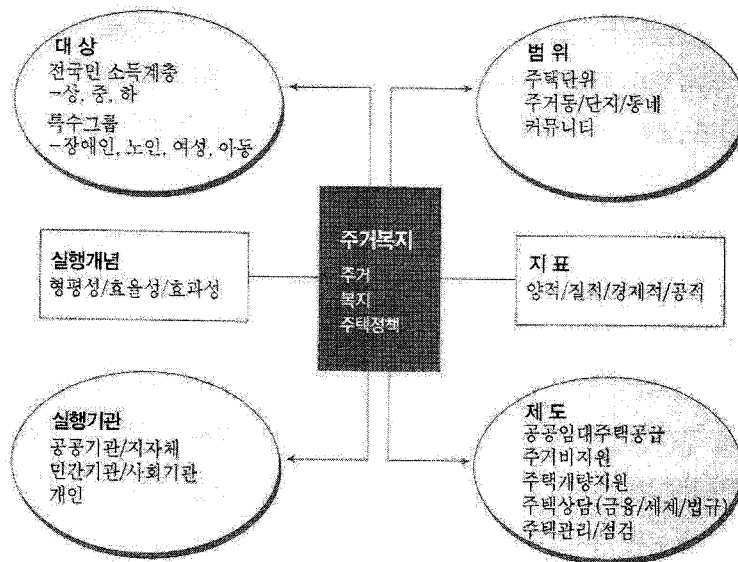 대 상
전국민 소득계층
–상, 중, 하
특수그룹
–장애인, 노인, 여성, 아동
범 위
주택단위
주거동/단지/동네
커뮤니티
주거복지
주거
복지
주택정책
실행개념
형평성/효율성/효과성
지 표
양적/질적/경제적/공적
실행기관
공공기관/지자체
민간기관/사회기관
개인
제 도
공공임대주택공급
주거비지원
주택개량지원
주택상담(금융/세제/법규)
주택관리/점검